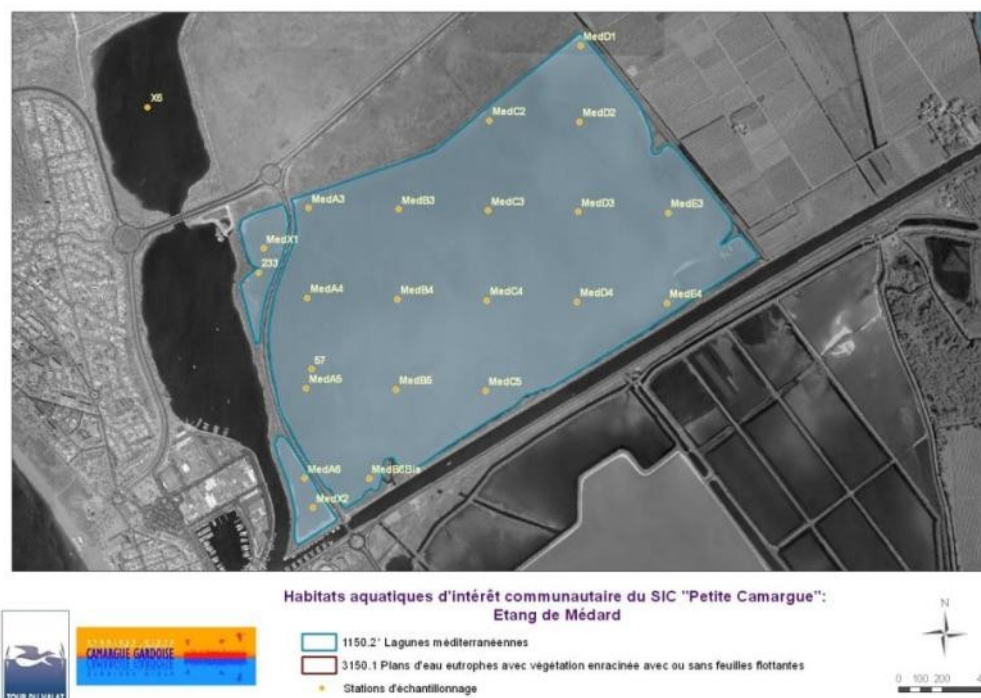 MedD1
X6
MedC2
MedD2
MedA3
MedB3
MedC3
MedD3
MedE3
MedX1
233
MedA4
MedB4
MedC4
MedD4
MedE4
57
MedA5
MedB5
MedC5
MedA6
MedB6Bis
MedX2
Habitats aquatiques d'intérêt communautaire du SIC "Petite Camargue":
Etang de Médard
N
1150.2* Lagunes méditerranéennes
CAMARGUE GARDOISE
3150.1 Plans d'eau eutrophes avec végétation enracinée avec ou sans feuilles flottantes
0 100 200
Stations d'échantillonnage
TOUR DU VALAT